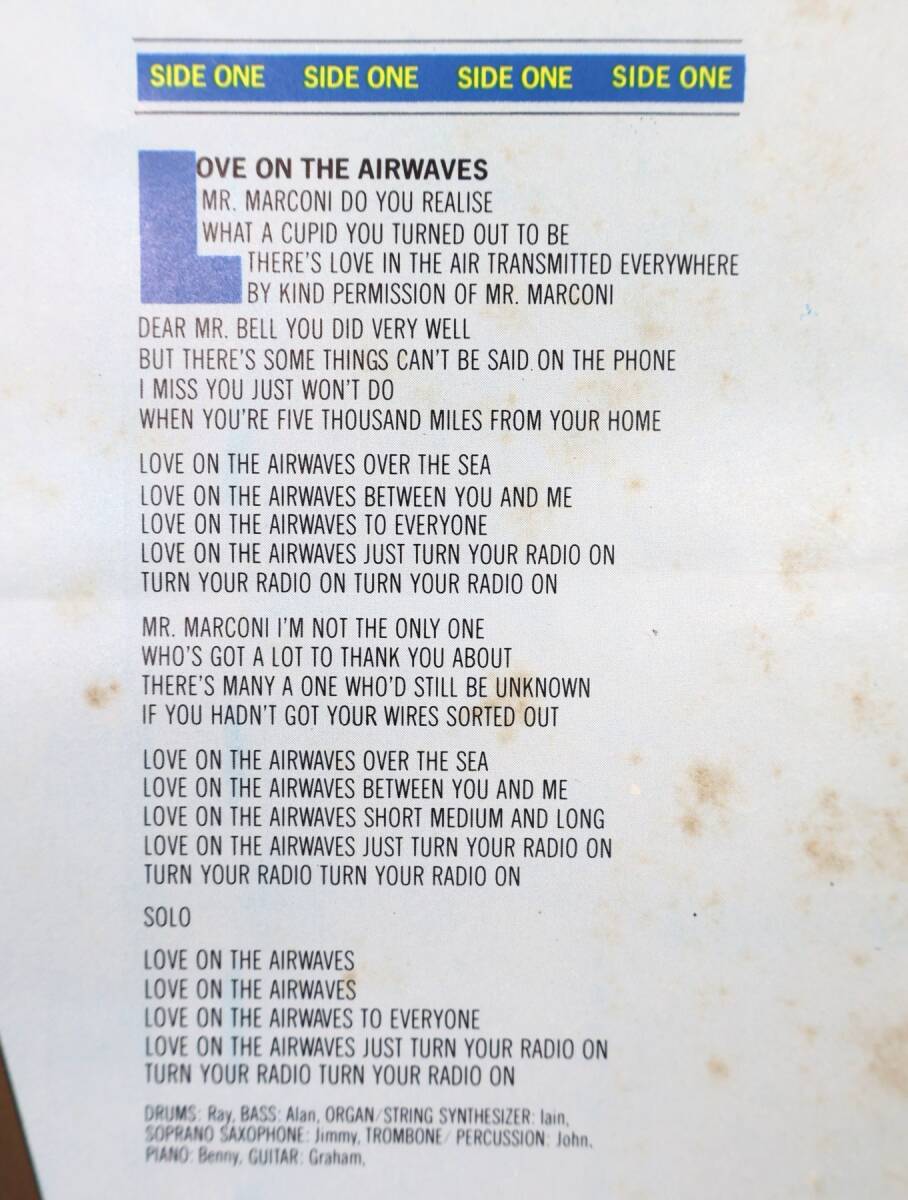 SIDE ONE SIDE ONE SIDE ONE SIDE ONE
LOVE ON THE AIRWAVES
MR. MARCONI DO YOU REALISE
WHAT A CUPID YOU TURNED OUT TO BE
THERE'S LOVE IN THE AIR TRANSMITTED EVERYWHERE
BY KIND PERMISSION OF MR. MARCONI
DEAR MR. BELL YOU DID VERY WELL
BUT THERE'S SOME THINGS CAN'T BE SAID ON THE PHONE
I MISS YOU JUST WON'T DO
WHEN YOU'RE FIVE THOUSAND MILES FROM YOUR HOME
LOVE ON THE AIRWAVES OVER THE SEA
LOVE ON THE AIRWAVES BETWEEN YOU AND ME
LOVE ON THE AIRWAVES TO EVERYONE
LOVE ON THE AIRWAVES JUST TURN YOUR RADIO ON
TURN YOUR RADIO ON TURN YOUR RADIO ON
MR. MARCONI I'M NOT THE ONLY ONE
WHO'S GOT A LOT TO THANK YOU ABOUT
THERE'S MANY A ONE WHO'D STILL BE UNKNOWN
IF YOU HADN'T GOT YOUR WIRES SORTED OUT
LOVE ON THE AIRWAVES OVER THE SEA
LOVE ON THE AIRWAVES BETWEEN YOU AND ME
LOVE ON THE AIRWAVES SHORT MEDIUM AND LONG
LOVE ON THE AIRWAVES JUST TURN YOUR RADIO ON
TURN YOUR RADIO TURN YOUR RADIO ON
SOLO
LOVE ON THE AIRWAVES
LOVE ON THE AIRWAVES
LOVE ON THE AIRWAVES TO EVERYONE
LOVE ON THE AIRWAVES JUST TURN YOUR RADIO ON
TURN YOUR RADIO TURN YOUR RADIO ON
DRUMS: Ray, BASS: Alan, ORGAN/STRING SYNTHESIZER: Iain,
SOPRANO SAXOPHONE: Jimmy, TROMBONE/ PERCUSSION: John,
PIANO: Benny, GUITAR: Graham,